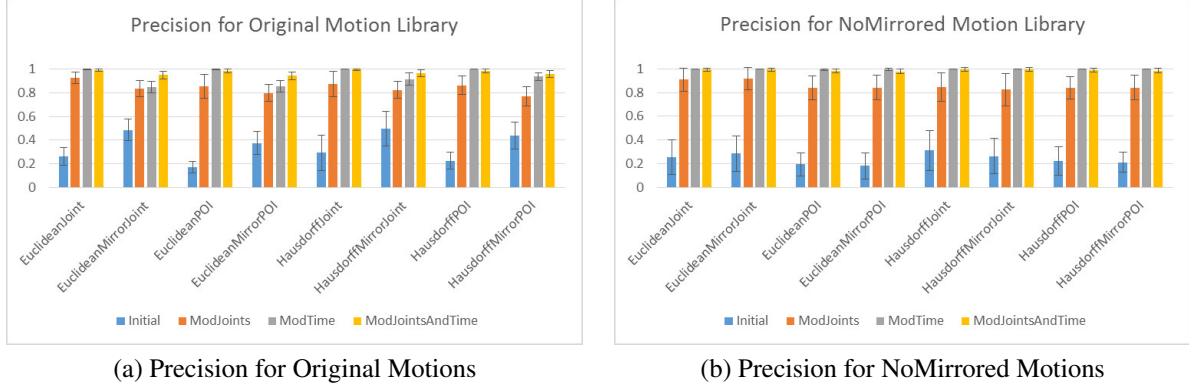 Precision for Original Motion Library
1
0.8
0.6
0.4
0.2
0
EuclideanJoint
EuclideanMirrorJoint
EuclideanPOI
EuclideanMirrorPOI
HausdorffJoint
HausdorffMirrorJoint
HausdorffPOI
HausdorffMirrorPOI
Initial ModJoints ModTime ModJointsAndTime
(a) Precision for Original Motions
Precision for NoMirrored Motion Library
1
0.8
0.6
0.4
0.2
0
EuclideanJoint
EuclideanMirrorJoint
EuclideanPOI
EuclideanMirrorPOI
HausdorffJoint
HausdorffMirrorJoint
HausdorffPOI
HausdorffMirrorPOI
Initial ModJoints ModTime ModJointsAndTime
(b) Precision for NoMirrored Motions